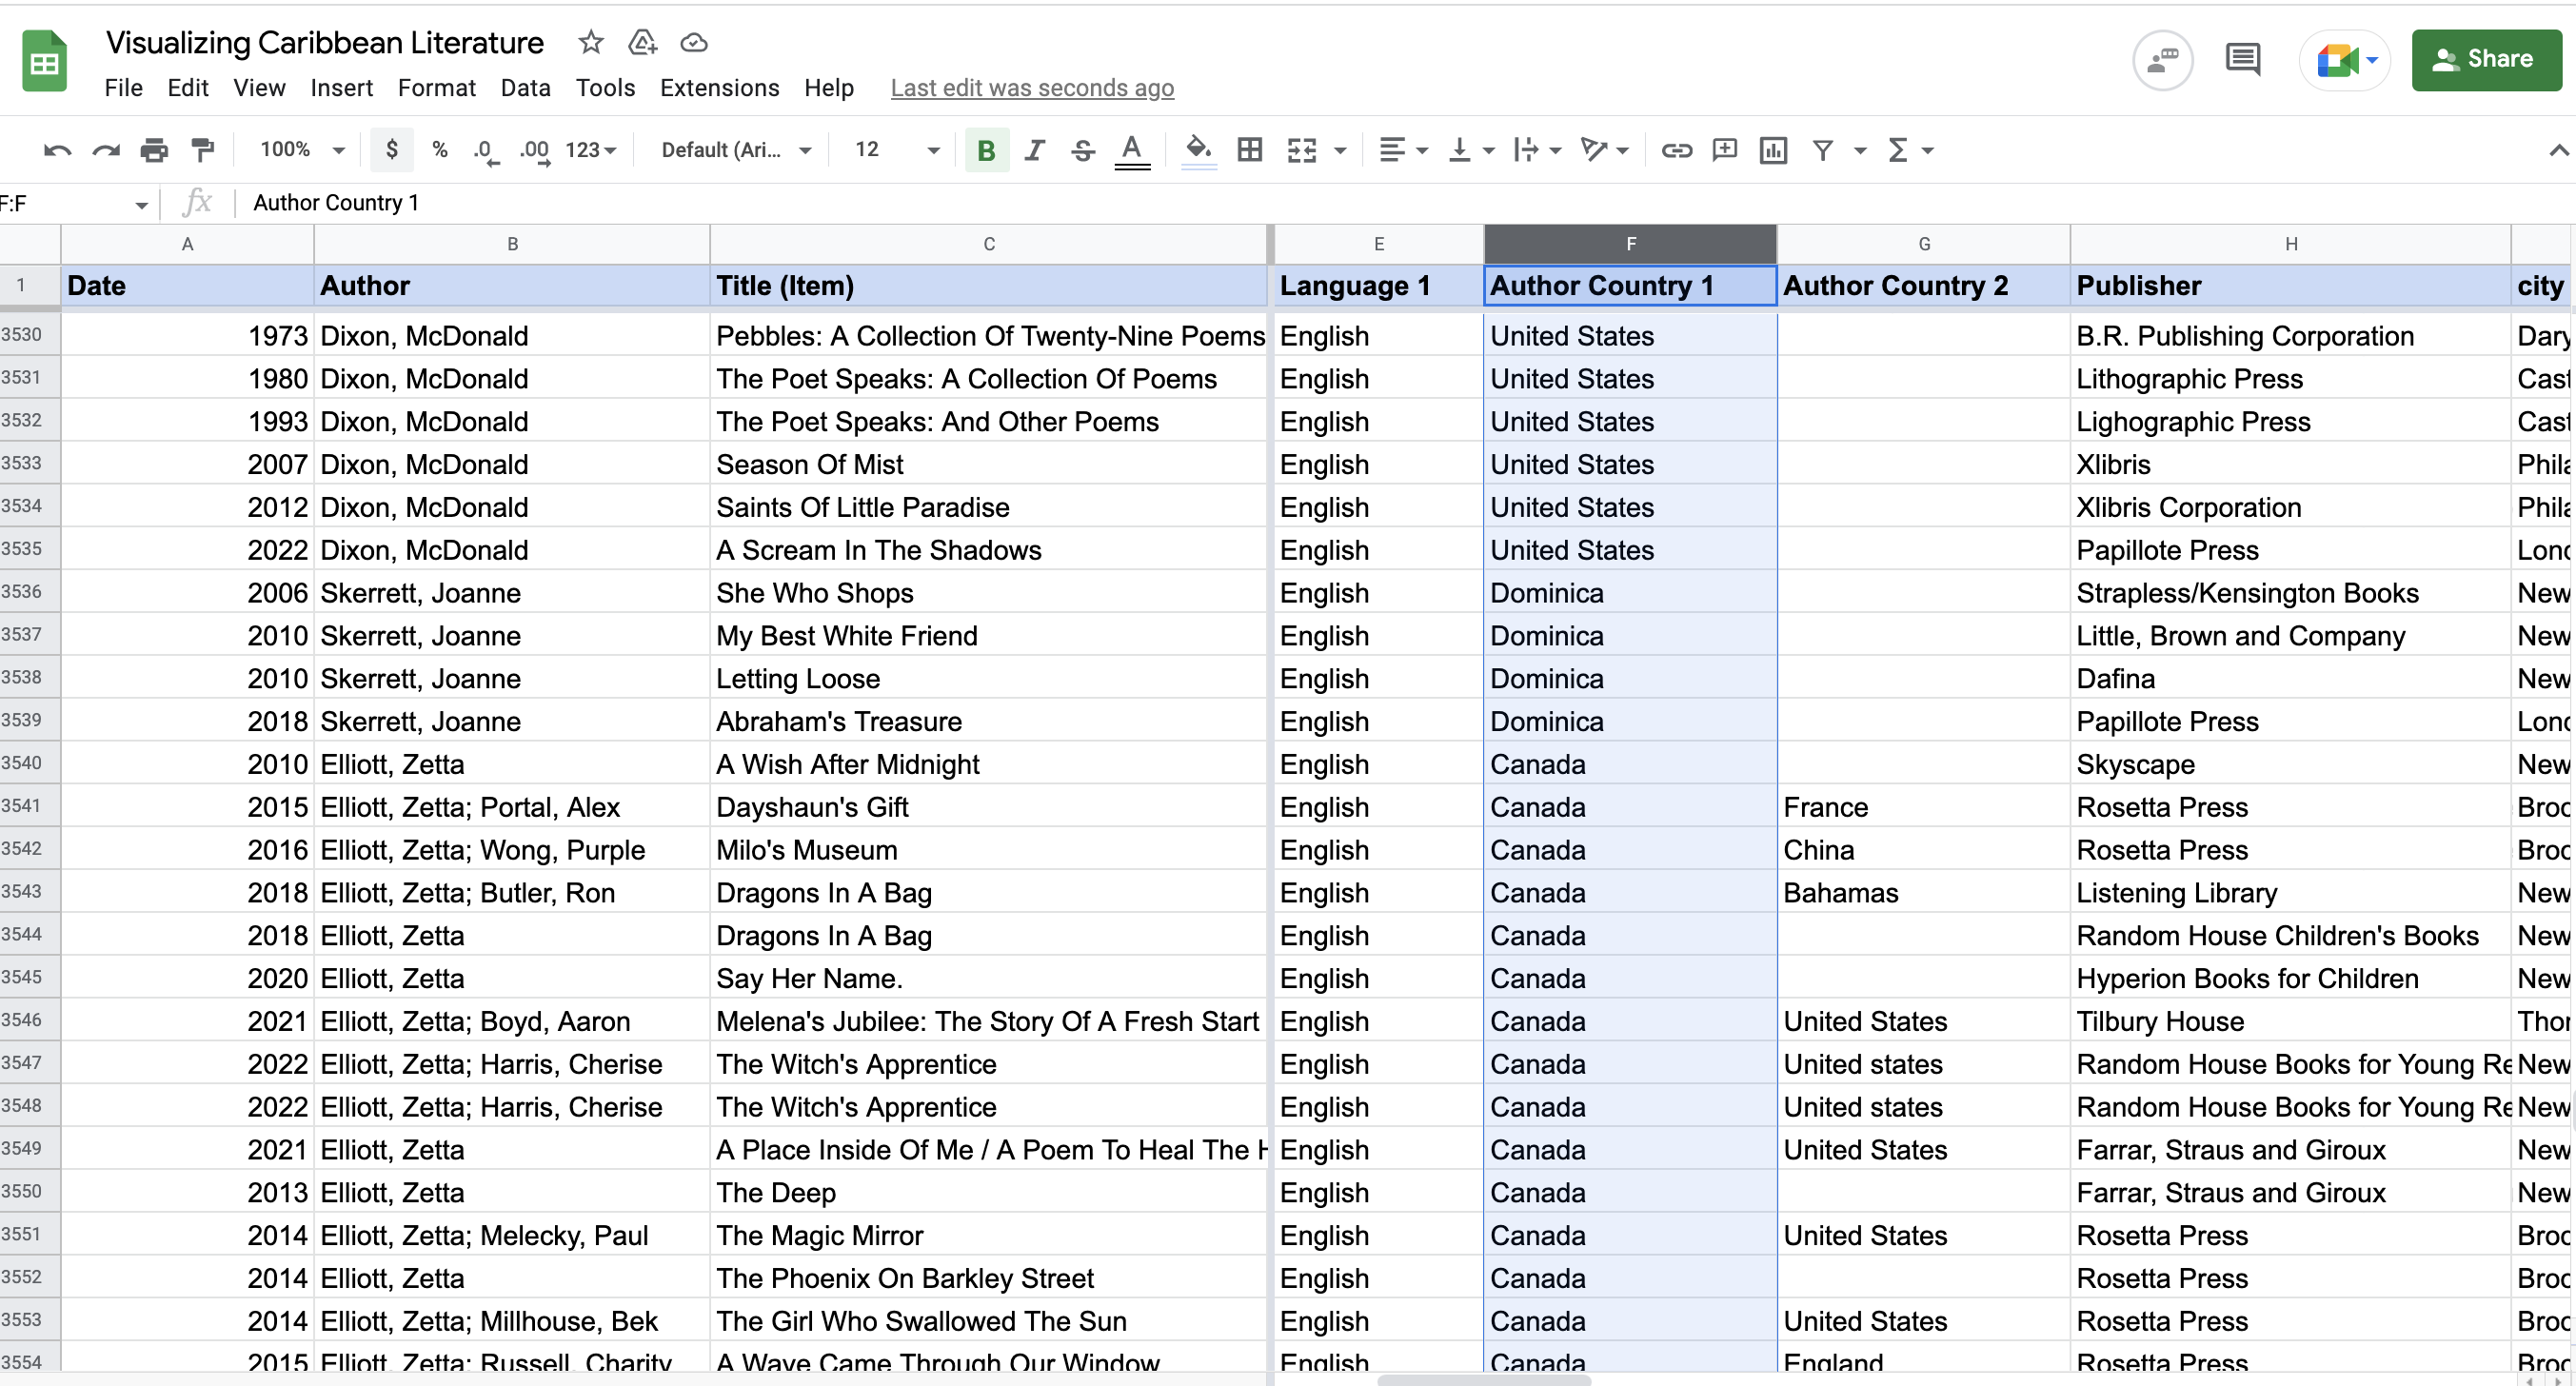 Visualizing Caribbean Literature
File Edit View Insert Format Data Tools Extensions Help Last edit was seconds ago
Share
100% $ % .0 .00 123 Default (Ari... 12 B I S A
F:F fx Author Country 1
A B C E F G H
1 Date Author Title (Item) Language 1 Author Country 1 Author Country 2 Publisher city
3530 1973 Dixon, McDonald Pebbles: A Collection Of Twenty-Nine Poems English United States B.R. Publishing Corporation Dary
3531 1980 Dixon, McDonald The Poet Speaks: A Collection Of Poems English United States Lithographic Press Cast
3532 1993 Dixon, McDonald The Poet Speaks: And Other Poems English United States Lighographic Press Cast
3533 2007 Dixon, McDonald Season Of Mist English United States Xlibris Phila
3534 2012 Dixon, McDonald Saints Of Little Paradise English United States Xlibris Corporation Phila
3535 2022 Dixon, McDonald A Scream In The Shadows English United States Papillote Press Lond
3536 2006 Skerrett, Joanne She Who Shops English Dominica Strapless/Kensington Books New
3537 2010 Skerrett, Joanne My Best White Friend English Dominica Little, Brown and Company New
3538 2010 Skerrett, Joanne Letting Loose English Dominica Dafina New
3539 2018 Skerrett, Joanne Abraham's Treasure English Dominica Papillote Press Lond
3540 2010 Elliott, Zetta A Wish After Midnight English Canada Skyscape New
3541 2015 Elliott, Zetta; Portal, Alex Dayshaun's Gift English Canada France Rosetta Press Broo
3542 2016 Elliott, Zetta; Wong, Purple Milo's Museum English Canada China Rosetta Press Broo
3543 2018 Elliott, Zetta; Butler, Ron Dragons In A Bag English Canada Bahamas Listening Library New
3544 2018 Elliott, Zetta Dragons In A Bag English Canada Random House Children's Books New
3545 2020 Elliott, Zetta Say Her Name. English Canada Hyperion Books for Children New
3546 2021 Elliott, Zetta; Boyd, Aaron Melena's Jubilee: The Story Of A Fresh Start English Canada United States Tilbury House Thor
3547 2022 Elliott, Zetta; Harris, Cherise The Witch's Apprentice English Canada United states Random House Books for Young Re New
3548 2022 Elliott, Zetta; Harris, Cherise The Witch's Apprentice English Canada United states Random House Books for Young Re New
3549 2021 Elliott, Zetta A Place Inside Of Me / A Poem To Heal The H English Canada United States Farrar, Straus and Giroux New
3550 2013 Elliott, Zetta The Deep English Canada Farrar, Straus and Giroux New
3551 2014 Elliott, Zetta; Melecky, Paul The Magic Mirror English Canada United States Rosetta Press Broo
3552 2014 Elliott, Zetta The Phoenix On Barkley Street English Canada Rosetta Press Broo
3553 2014 Elliott, Zetta; Millhouse, Bek The Girl Who Swallowed The Sun English Canada United States Rosetta Press Broo
3554 2015 Elliott, Zetta; Russell, Charity A Wave Came Through Our Window English Canada England Rosetta Press Broo